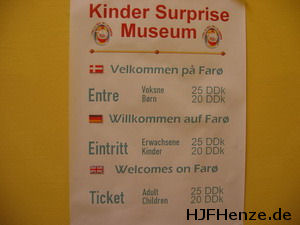 Kinder Surprise
Museum
Velkommen på Farø
Entre
Voksne 25 DDk
Børn 20 DDk
Willkommen auf Farø
Eintritt
Erwachsene 25 DDk
Kinder 20 DDk
Welcomes on Farø
Ticket
Adult 25 DDk
Children 20 DDk
HJFHenze.de